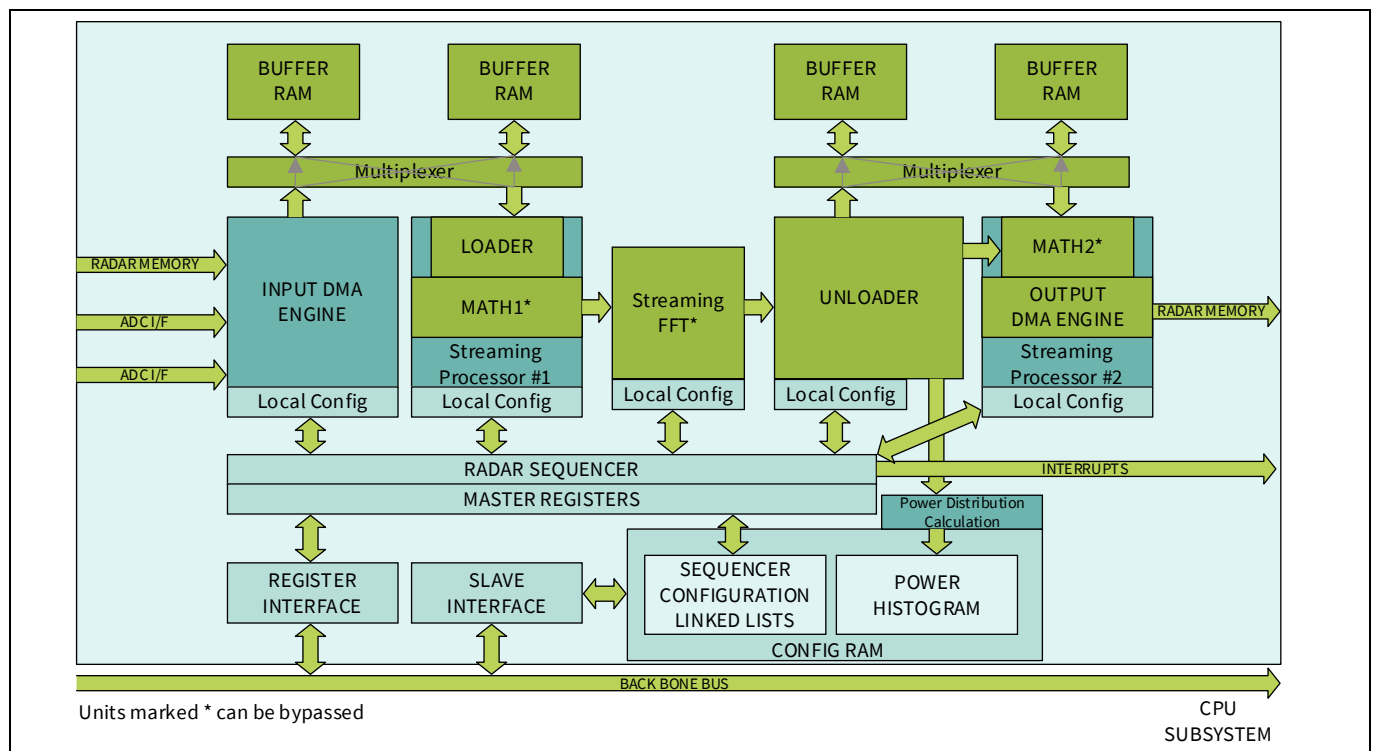 BUFFER
RAM
BUFFER
RAM
BUFFER
RAM
BUFFER
RAM
Multiplexer
Multiplexer
RADAR MEMORY
ADC I/F
ADC I/F
INPUT DMA
ENGINE
Local Config
LOADER
MATH1*
Streaming
Processor #1
Local Config
Streaming
FFT*
Local Config
UNLOADER
Local Config
MATH2*
OUTPUT
DMA ENGINE
Streaming
Processor #2
Local Config
RADAR MEMORY
RADAR SEQUENCER
MASTER REGISTERS
INTERRUPTS
Power Distribution
Calculation
REGISTER
INTERFACE
SLAVE
INTERFACE
SEQUENCER
CONFIGURATION
LINKED LISTS
POWER
HISTOGRAM
CONFIG RAM
BACK BONE BUS
Units marked * can be bypassed
CPU
SUBSYSTEM